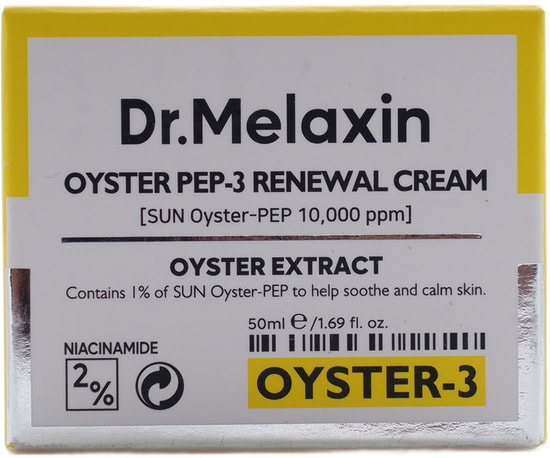 Dr.Melaxin
OYSTER PEP-3 RENEWAL CREAM
[SUN Oyster-PEP 10,000 ppm]
OYSTER EXTRACT
Contains 1% of SUN Oyster-PEP to help soothe and calm skin.
50ml ℮/1.69 fl. oz.
NIACINAMIDE
2%
OYSTER-3